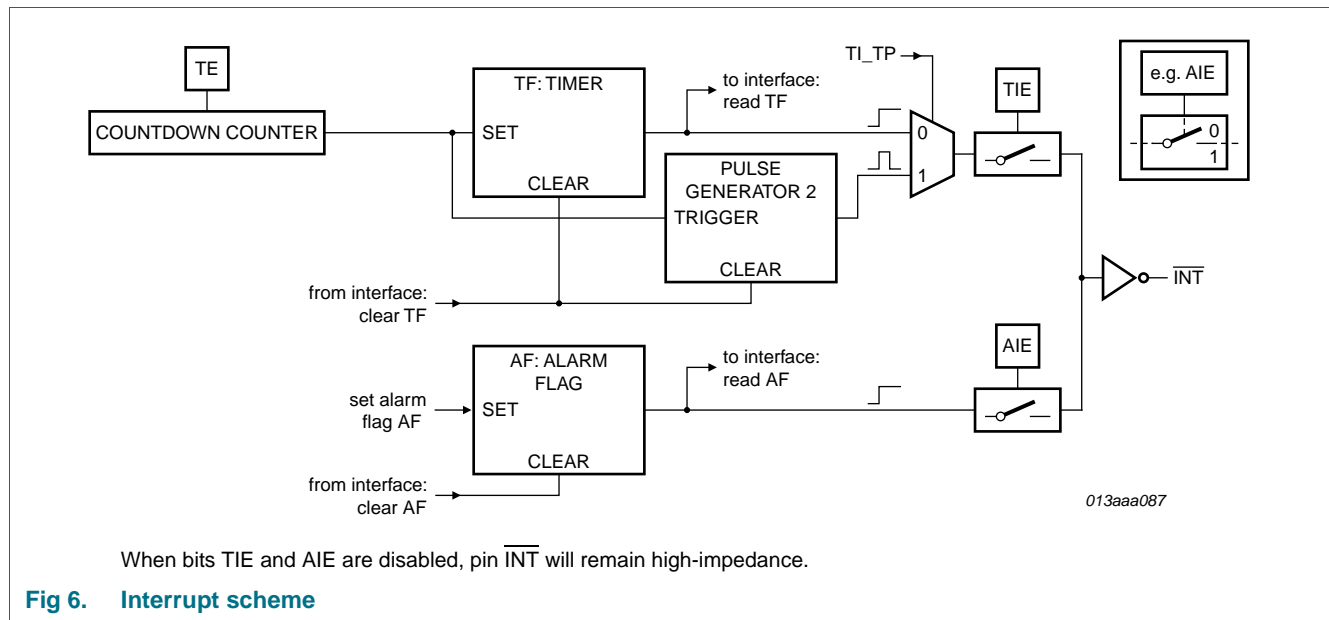 TE
COUNTDOWN COUNTER
TF: TIMER
SET
CLEAR
to interface:
read TF
TI_TP
0
1
TIE
e.g. AIE
0
1
PULSE
GENERATOR 2
TRIGGER
CLEAR
from interface:
clear TF
INT
AF: ALARM
FLAG
SET
CLEAR
set alarm
flag AF
to interface:
read AF
AIE
from interface:
clear AF
013aaa087
When bits TIE and AIE are disabled, pin INT will remain high-impedance.
Fig 6. Interrupt scheme